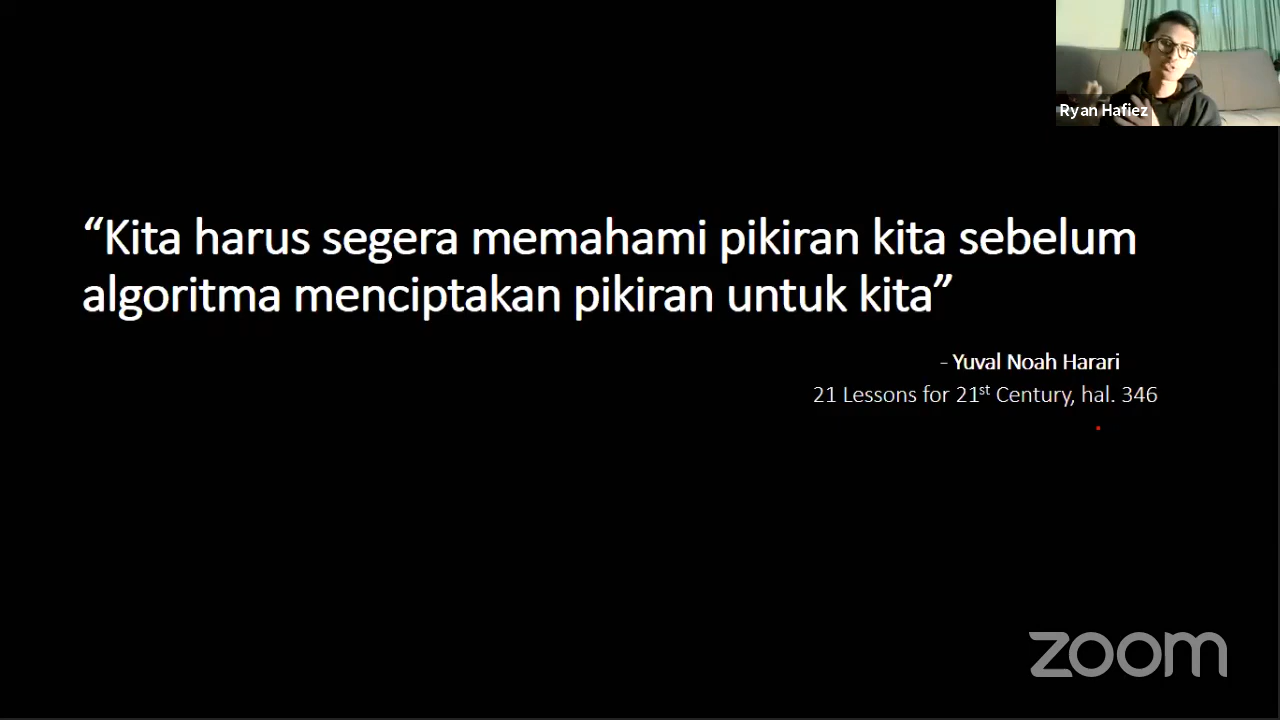 Ryan Hafiez
“Kita harus segera memahami pikiran kita sebelum
algoritma menciptakan pikiran untuk kita”
- Yuval Noah Harari
21 Lessons for 21st Century, hal. 346
zoom